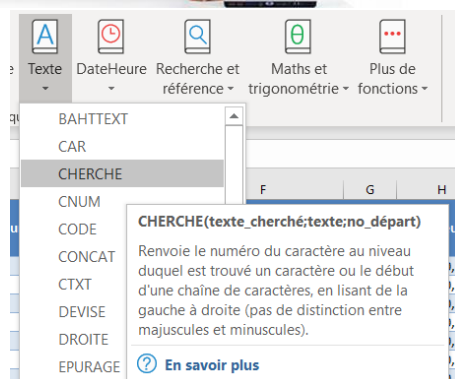 Texte DateHeure Recherche et Maths et Plus de
référence trigonométrie fonctions
BAHTTEXT
CAR
CHERCHE
CNUM
CODE
CONCAT
CTXT
DEVISE
DROITE
EPURAGE
F G H
CHERCHE(texte_cherché;texte;no_départ)
Renvoie le numéro du caractère au niveau
duquel est trouvé un caractère ou le début
d'une chaîne de caractères, en lisant de la
gauche à droite (pas de distinction entre
majuscules et minuscules).
En savoir plus